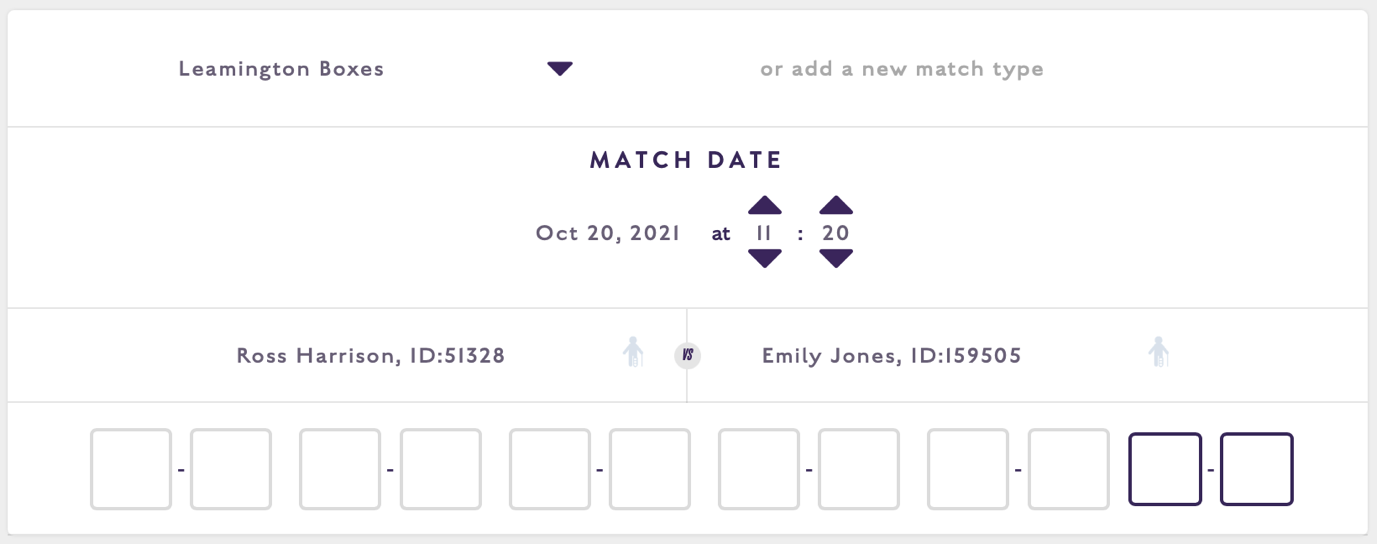 Leamington Boxes or add a new match type
MATCH DATE
Oct 20, 2021 at 11 : 20
Ross Harrison, ID:51328 VS Emily Jones, ID:159505
- - - - - -